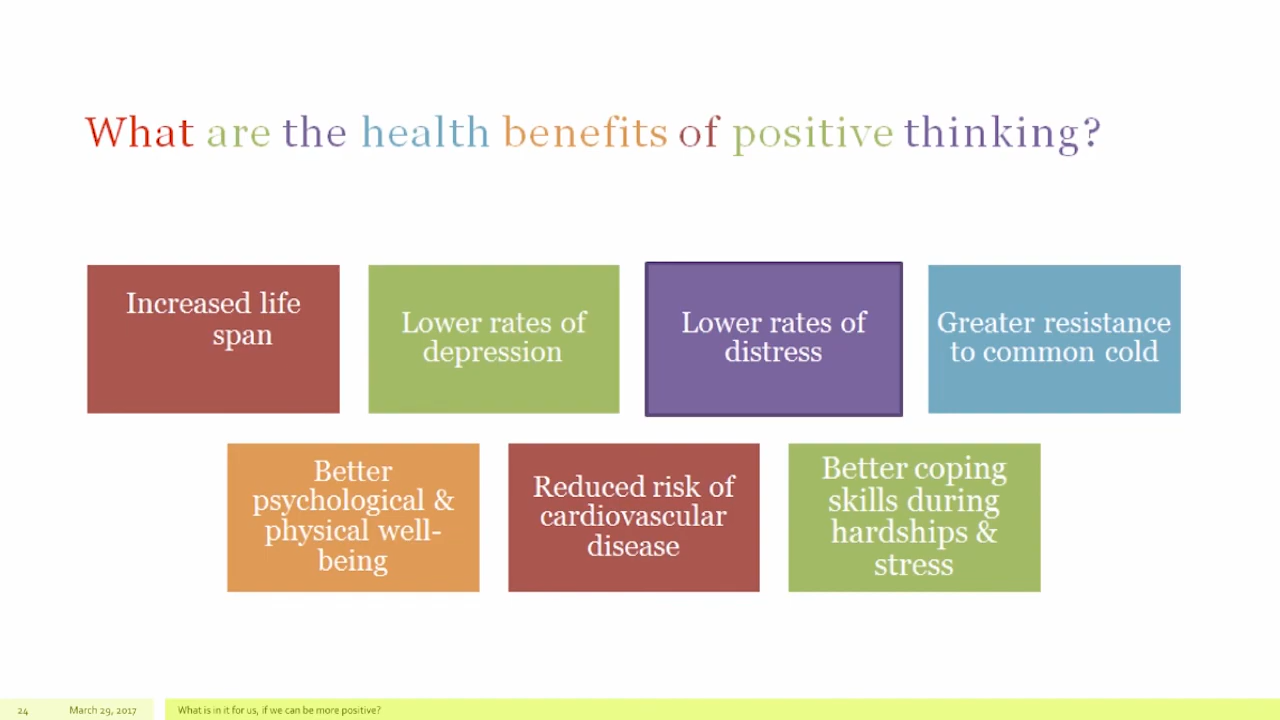 What are the health benefits of positive thinking?
Increased life
span
Lower rates of
depression
Lower rates of
distress
Greater resistance
to common cold
Better
psychological &
physical well-
being
Reduced risk of
cardiovascular
disease
Better coping
skills during
hardships &
stress
24
March 29, 2017
What is in it for us, if we can be more positive?